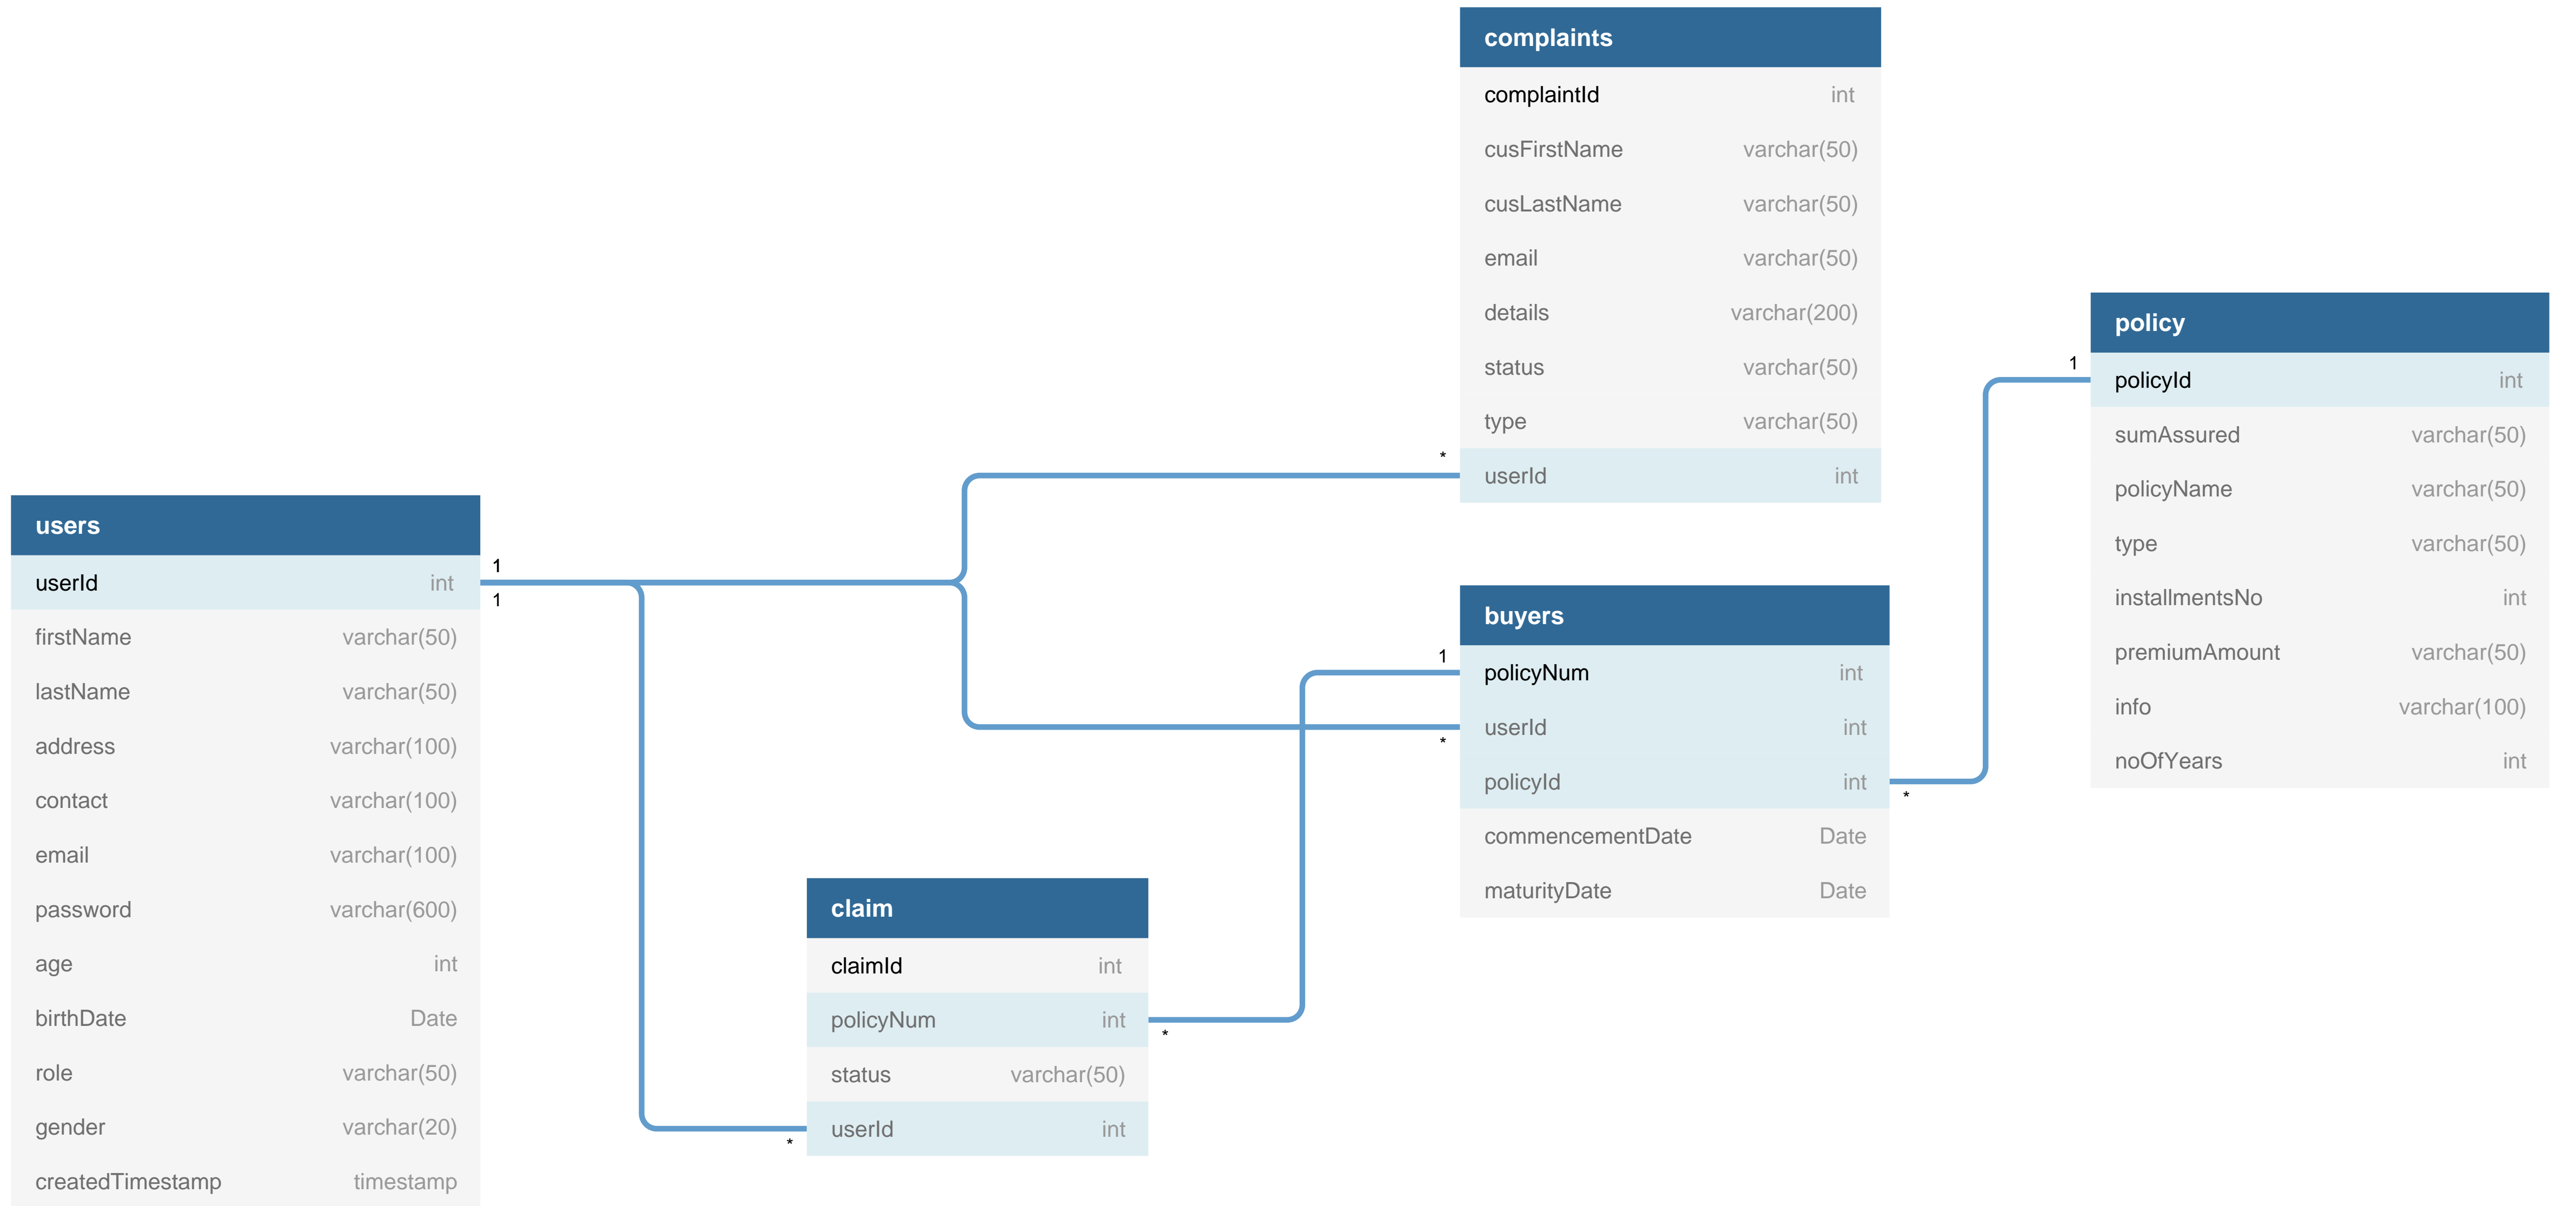 complaints
complaintId int
cusFirstName varchar(50)
cusLastName varchar(50)
email varchar(50)
details varchar(200)
status varchar(50)
type varchar(50)
* userId int
policy
1 policyId int
sumAssured varchar(50)
policyName varchar(50)
type varchar(50)
installmentsNo int
premiumAmount varchar(50)
info varchar(100)
noOfYears int
users
userId int 1
1
firstName varchar(50)
lastName varchar(50)
address varchar(100)
contact varchar(100)
email varchar(100)
password varchar(600)
age int
birthDate Date
role varchar(50)
gender varchar(20)
createdTimestamp timestamp
buyers
1 policyNum int
* userId int
policyId int *
commencementDate Date
maturityDate Date
claim
claimId int
policyNum int *
status varchar(50)
* userId int